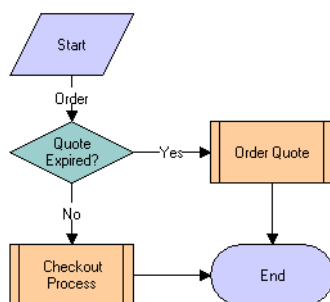 Start
Order
Quote
Expired?
Yes
Order Quote
No
Checkout
Process
End